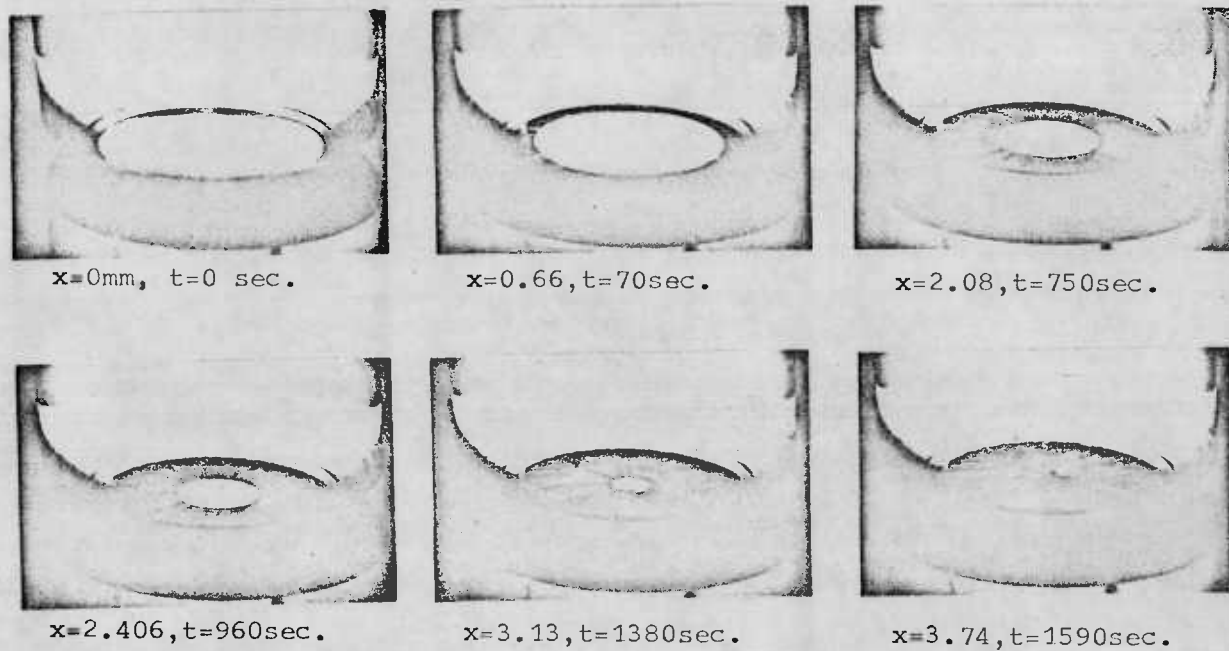 x=0mm, t=0 sec.
x=0.66,t=70sec.
x=2.08,t=750sec.
x=2.406,t=960sec.
x=3.13,t=1380sec.
x=3.74,t=1590sec.